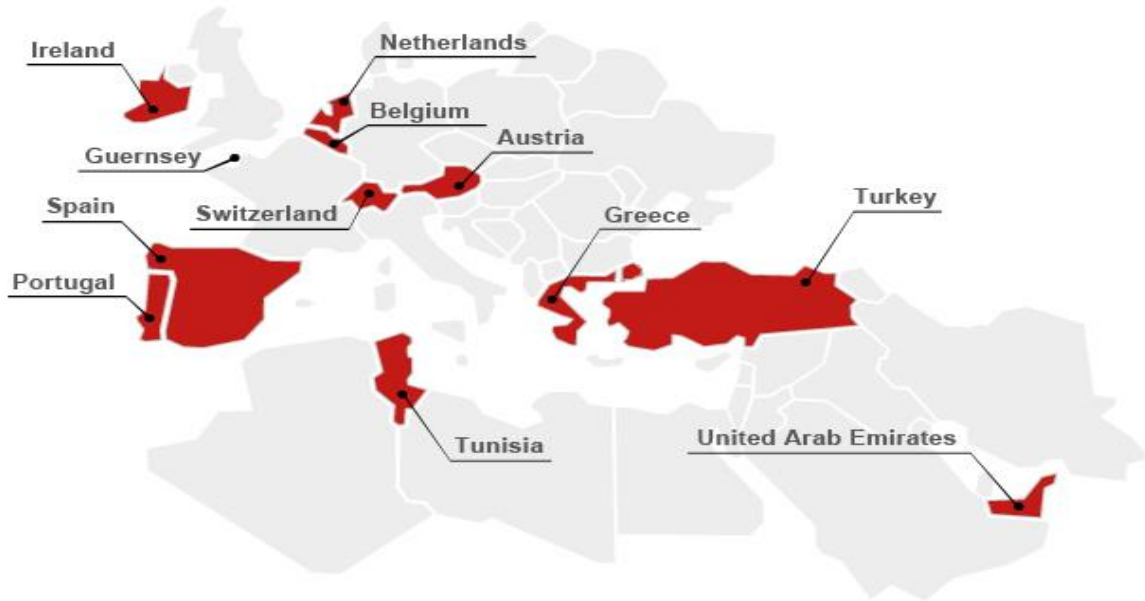 Netherlands
Ireland
Belgium
Austria
Guernsey
Spain
Switzerland
Greece
Turkey
Portugal
Tunisia
United Arab Emirates